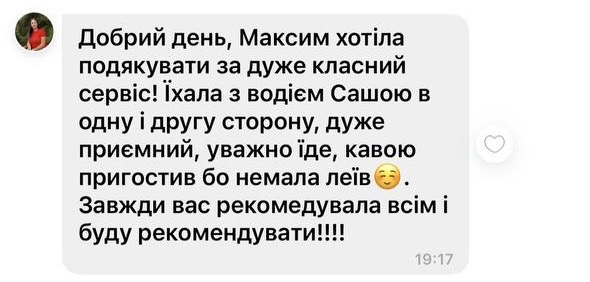 Добрий день, Максим хотіла
подякувати за дуже класний
сервіс! Їхала з водієм Сашою в
одну і другу сторону, дуже
приємний, уважно їде, кавою
пригостив бо немала леїв☺️.
Завжди вас рекомедувала всім і
буду рекомендувати!!!!
19:17